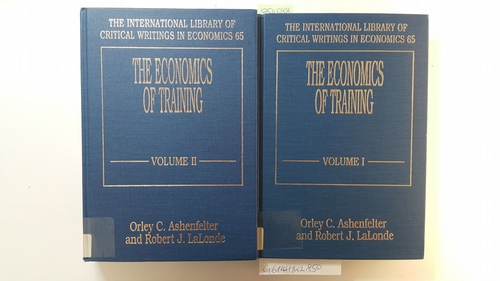 THE INTERNATIONAL LIBRARY OF
CRITICAL WRITINGS IN ECONOMICS 65
THE ECONOMICS
OF TRAINING
VOLUME II
Orley C. Ashenfelter
and Robert J. LaLonde
THE INTERNATIONAL LIBRARY OF
CRITICAL WRITINGS IN ECONOMICS 65
THE ECONOMICS
OF TRAINING
VOLUME I
Orley C. Ashenfelter
and Robert J. LaLonde